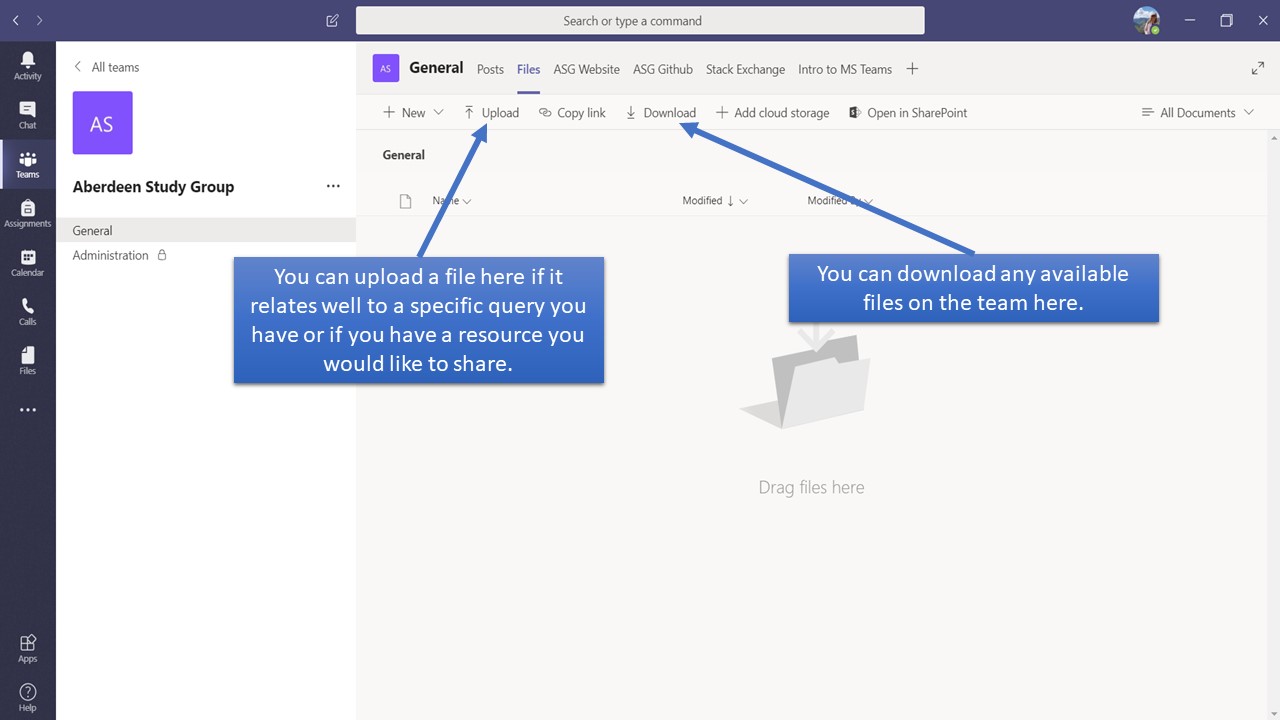 Search or type a command
Activity
Chat
Teams
Assignments
Calendar
Calls
Files
Apps
Help
All teams
AS
Aberdeen Study Group
General
Administration
AS General Posts Files ASG Website ASG Github Stack Exchange Intro to MS Teams
New Upload Copy link Download Add cloud storage Open in SharePoint All Documents
General
Name Modified Modified By
You can upload a file here if it
relates well to a specific query you
have or if you have a resource you
would like to share.
You can download any available
files on the team here.
Drag files here